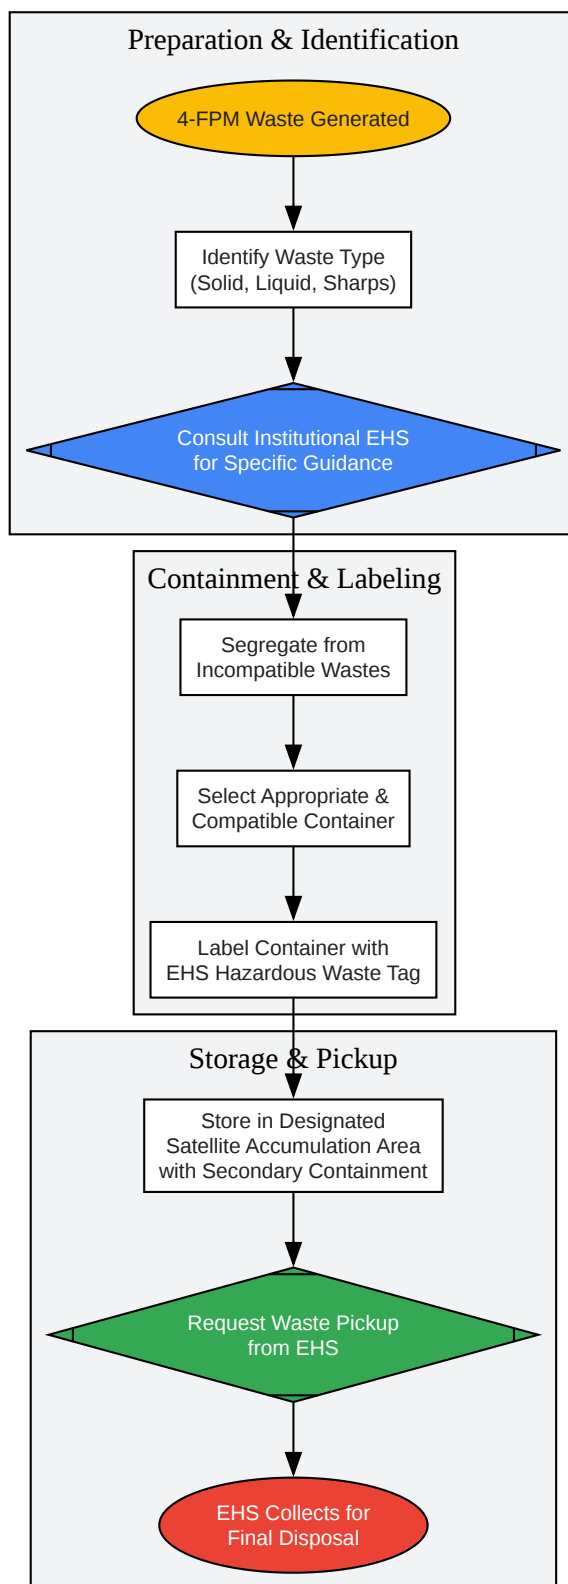 Preparation & Identification
4-FPM Waste Generated
Identify Waste Type
(Solid, Liquid, Sharps)
Consult Institutional EHS
for Specific Guidance
Containment & Labeling
Segregate from
Incompatible Wastes
Select Appropriate &
Compatible Container
Label Container with
EHS Hazardous Waste Tag
Storage & Pickup
Store in Designated
Satellite Accumulation Area
with Secondary Containment
Request Waste Pickup
from EHS
EHS Collects for
Final Disposal